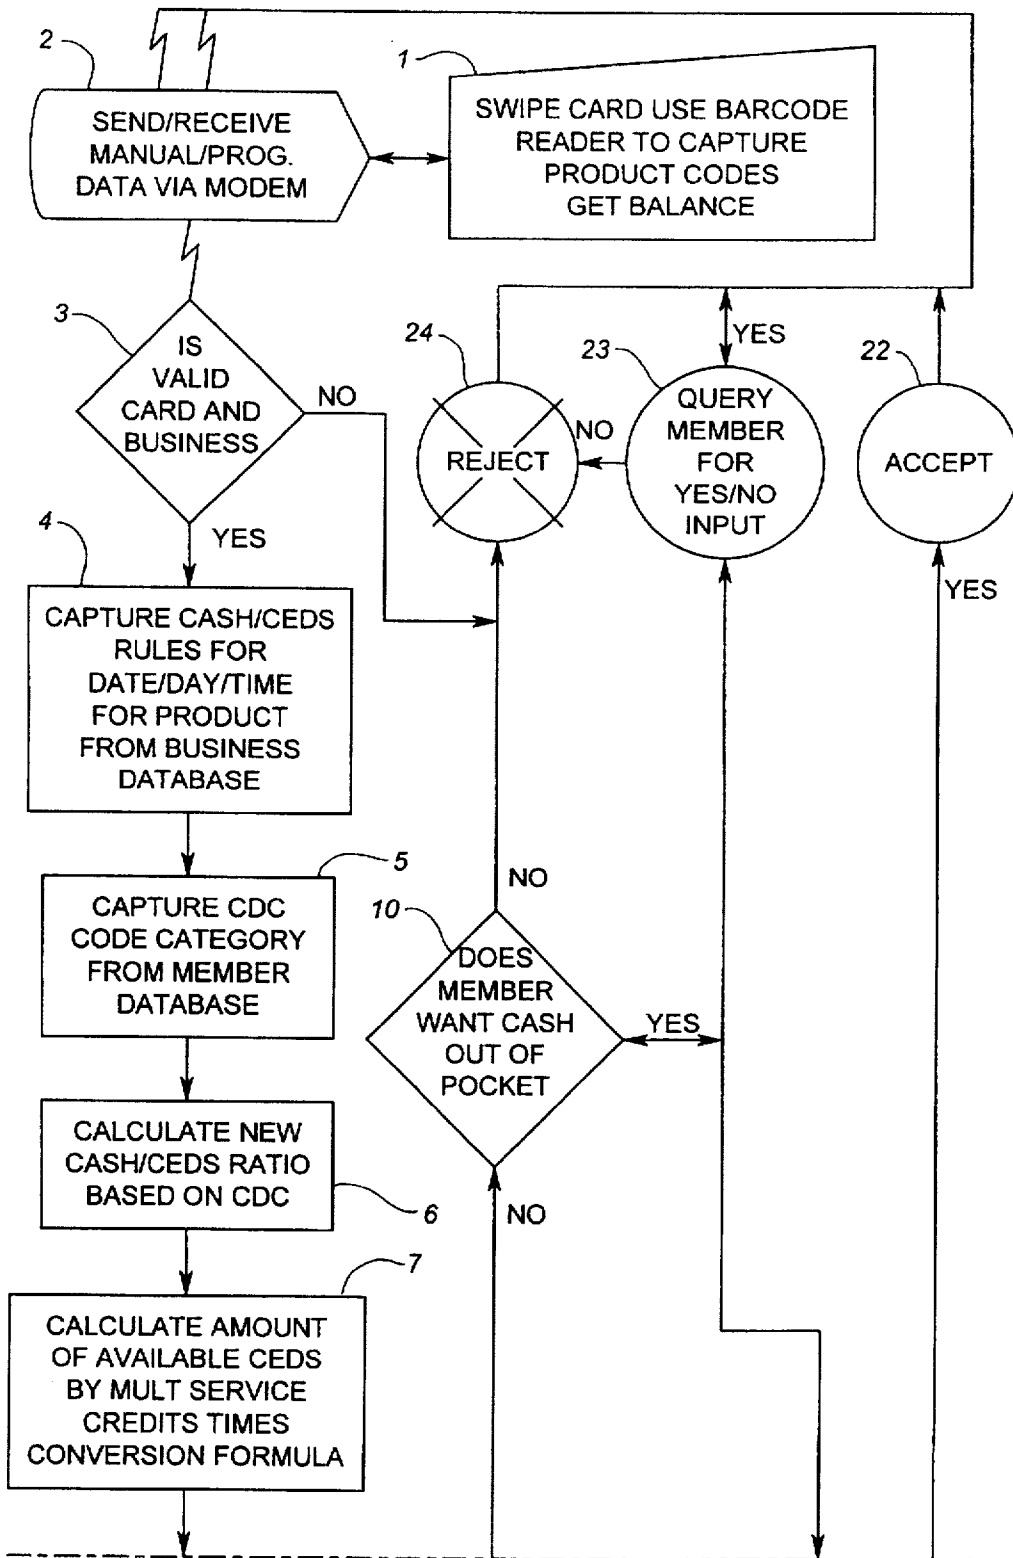 2
SEND/RECEIVE
MANUAL/PROG.
DATA VIA MODEM
1
SWIPE CARD USE BARCODE
READER TO CAPTURE
PRODUCT CODES
GET BALANCE
3
IS
VALID
CARD AND
BUSINESS
NO
YES
24
REJECT
NO
23
QUERY
MEMBER
FOR
YES/NO
INPUT
YES
22
ACCEPT
YES
4
CAPTURE CASH/CEDS
RULES FOR
DATE/DAY/TIME
FOR PRODUCT
FROM BUSINESS
DATABASE
5
CAPTURE CDC
CODE CATEGORY
FROM MEMBER
DATABASE
NO
10
DOES
MEMBER
WANT CASH
OUT OF
POCKET
YES
NO
CALCULATE NEW
CASH/CEDS RATIO
BASED ON CDC
6
7
CALCULATE AMOUNT
OF AVAILABLE CEDS
BY MULT SERVICE
CREDITS TIMES
CONVERSION FORMULA